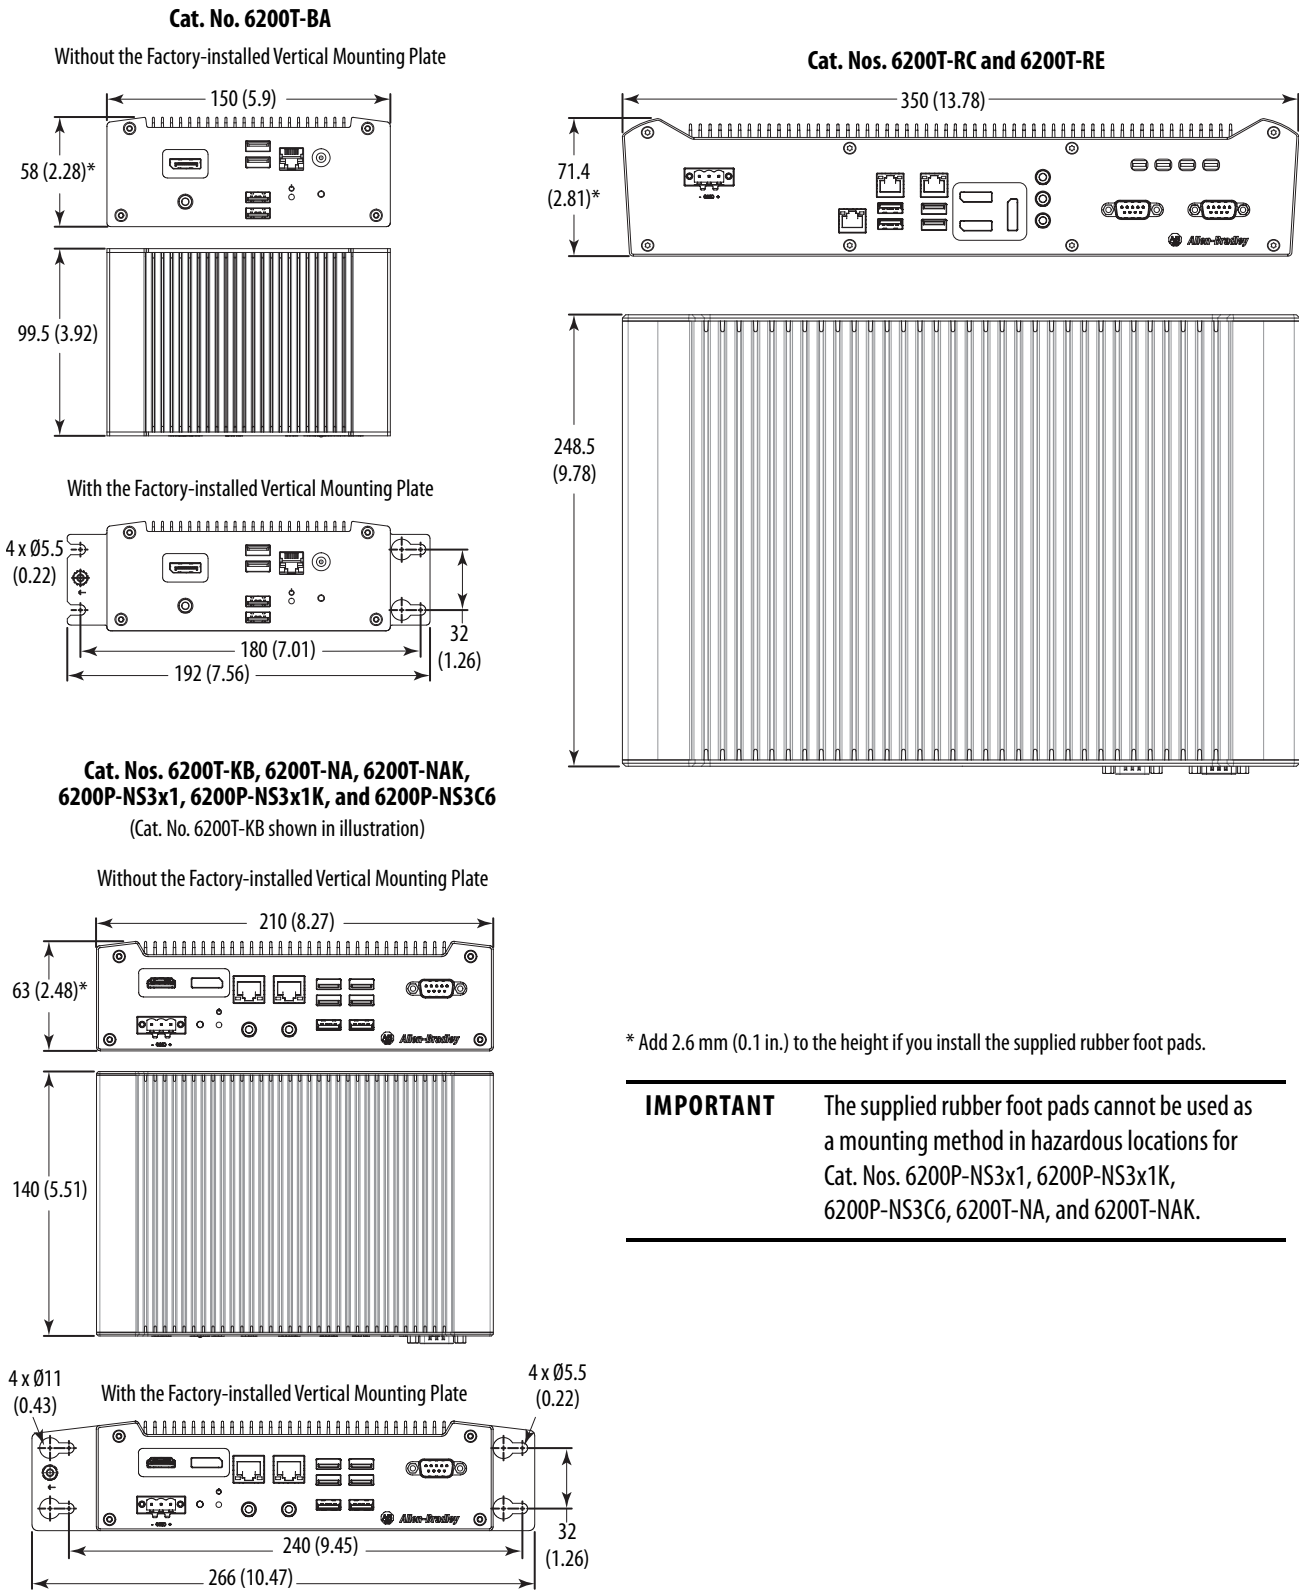 Cat. No. 6200T-BA
Without the Factory-installed Vertical Mounting Plate
150 (5.9)
58 (2.28)*
99.5 (3.92)
With the Factory-installed Vertical Mounting Plate
4 x Ø5.5
(0.22)
32
(1.26)
180 (7.01)
192 (7.56)
Cat. Nos. 6200T-RC and 6200T-RE
350 (13.78)
71.4
(2.81)*
- +
AB Allen-Bradley
248.5
(9.78)
Cat. Nos. 6200T-KB, 6200T-NA, 6200T-NAK,
6200P-NS3x1, 6200P-NS3x1K, and 6200P-NS3C6
(Cat. No. 6200T-KB shown in illustration)
Without the Factory-installed Vertical Mounting Plate
210 (8.27)
63 (2.48)*
- +
AB Allen-Bradley
140 (5.51)
4 x Ø11
(0.43)
With the Factory-installed Vertical Mounting Plate
4 x Ø5.5
(0.22)
- +
AB Allen-Bradley
32
(1.26)
240 (9.45)
266 (10.47)
* Add 2.6 mm (0.1 in.) to the height if you install the supplied rubber foot pads.
IMPORTANT The supplied rubber foot pads cannot be used as
a mounting method in hazardous locations for
Cat. Nos. 6200P-NS3x1, 6200P-NS3x1K,
6200P-NS3C6, 6200T-NA, and 6200T-NAK.